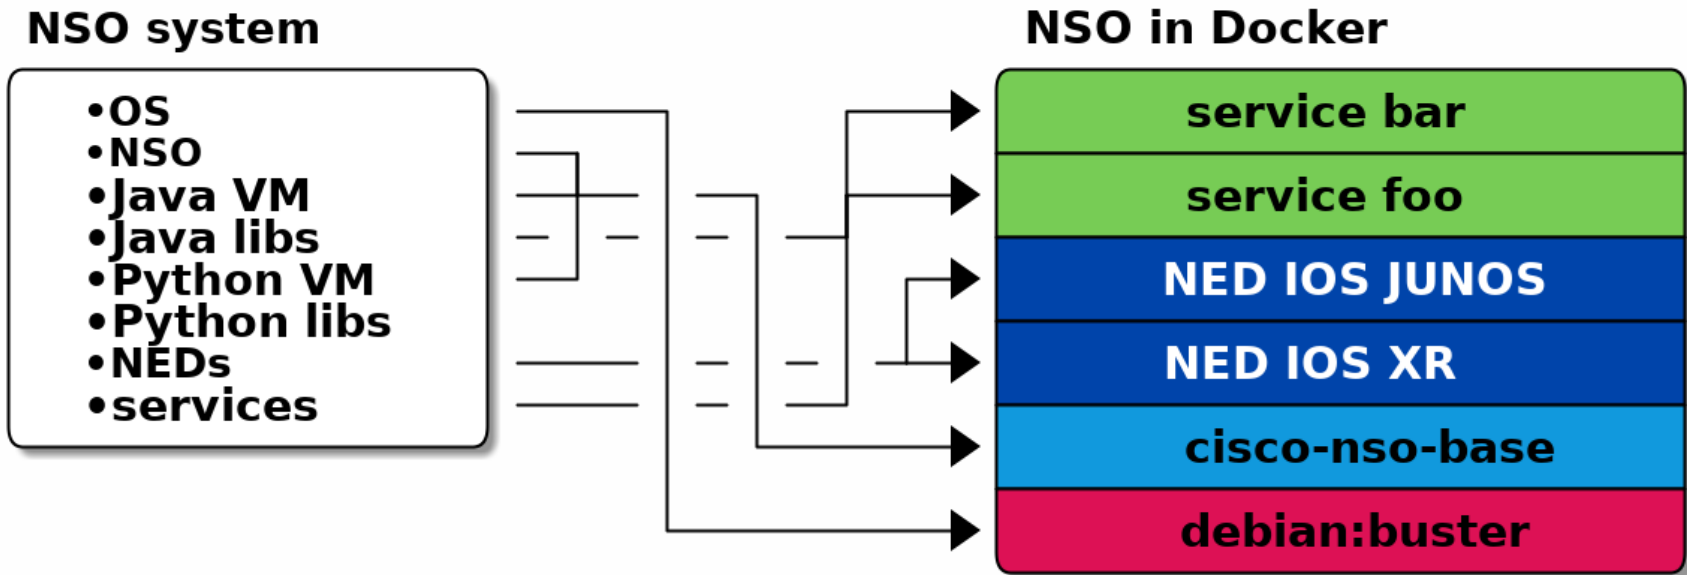 NSO system
•OS
•NSO
•Java VM
•Java libs
•Python VM
•Python libs
•NEDs
•services
NSO in Docker
service bar
service foo
NED IOS JUNOS
NED IOS XR
cisco-nso-base
debian:buster